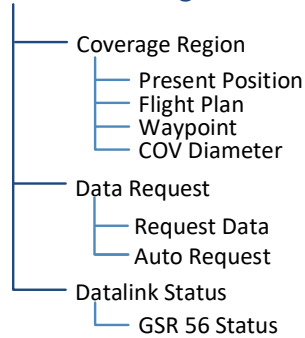 Coverage Region
Present Position
Flight Plan
Waypoint
COV Diameter
Data Request
Request Data
Auto Request
Datalink Status
GSR 56 Status